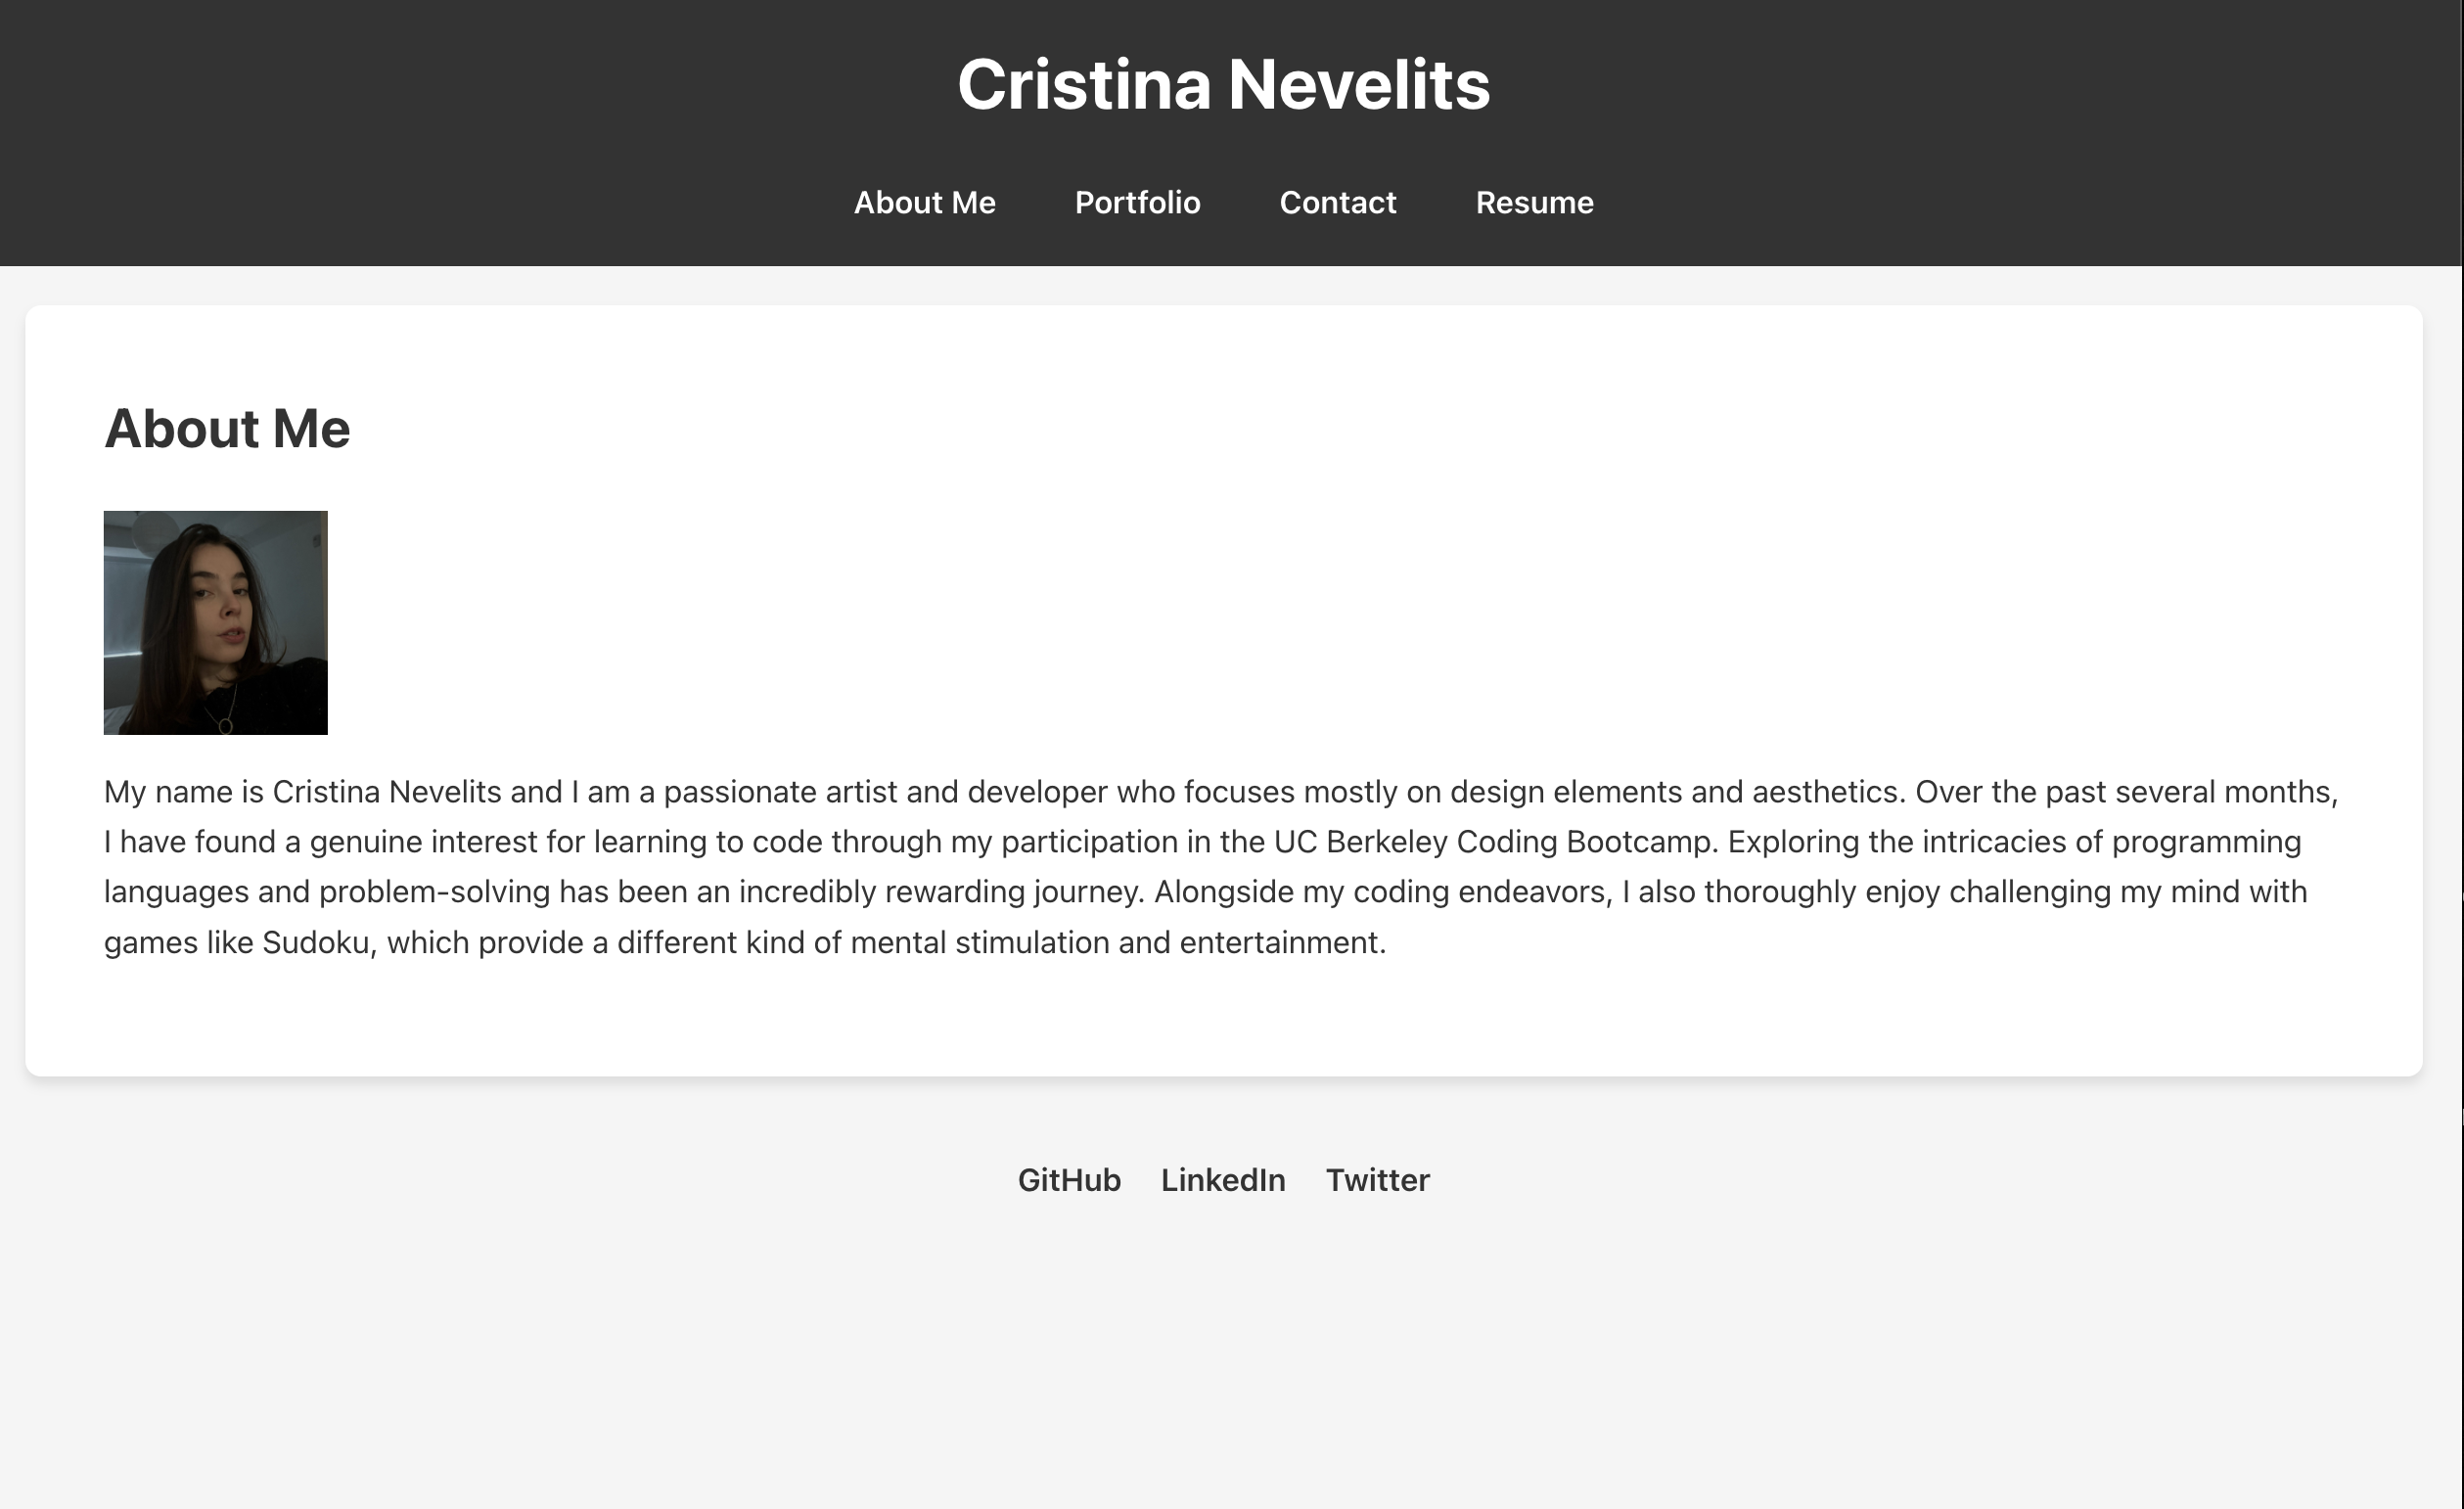 Cristina Nevelits
About Me Portfolio Contact Resume
About Me
My name is Cristina Nevelits and I am a passionate artist and developer who focuses mostly on design elements and aesthetics. Over the past several months,
I have found a genuine interest for learning to code through my participation in the UC Berkeley Coding Bootcamp. Exploring the intricacies of programming
languages and problem-solving has been an incredibly rewarding journey. Alongside my coding endeavors, I also thoroughly enjoy challenging my mind with
games like Sudoku, which provide a different kind of mental stimulation and entertainment.
GitHub LinkedIn Twitter